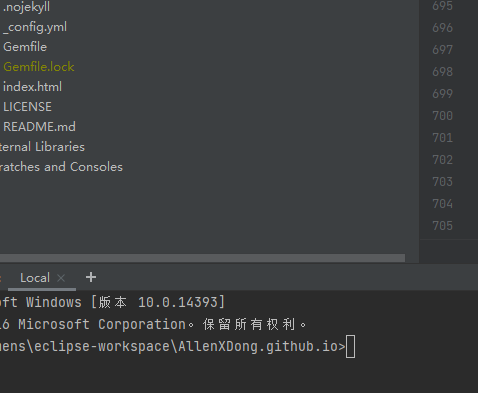 .nojekyll
_config.yml
Gemfile
Gemfile.lock
index.html
LICENSE
README.md
ternal Libraries
ratches and Consoles
695
696
697
698
699
700
701
702
703
704
705
Local
oft Windows [版本 10.0.14393]
16 Microsoft Corporation。保留所有权利。
mens\eclipse-workspace\AllenXDong.github.io>